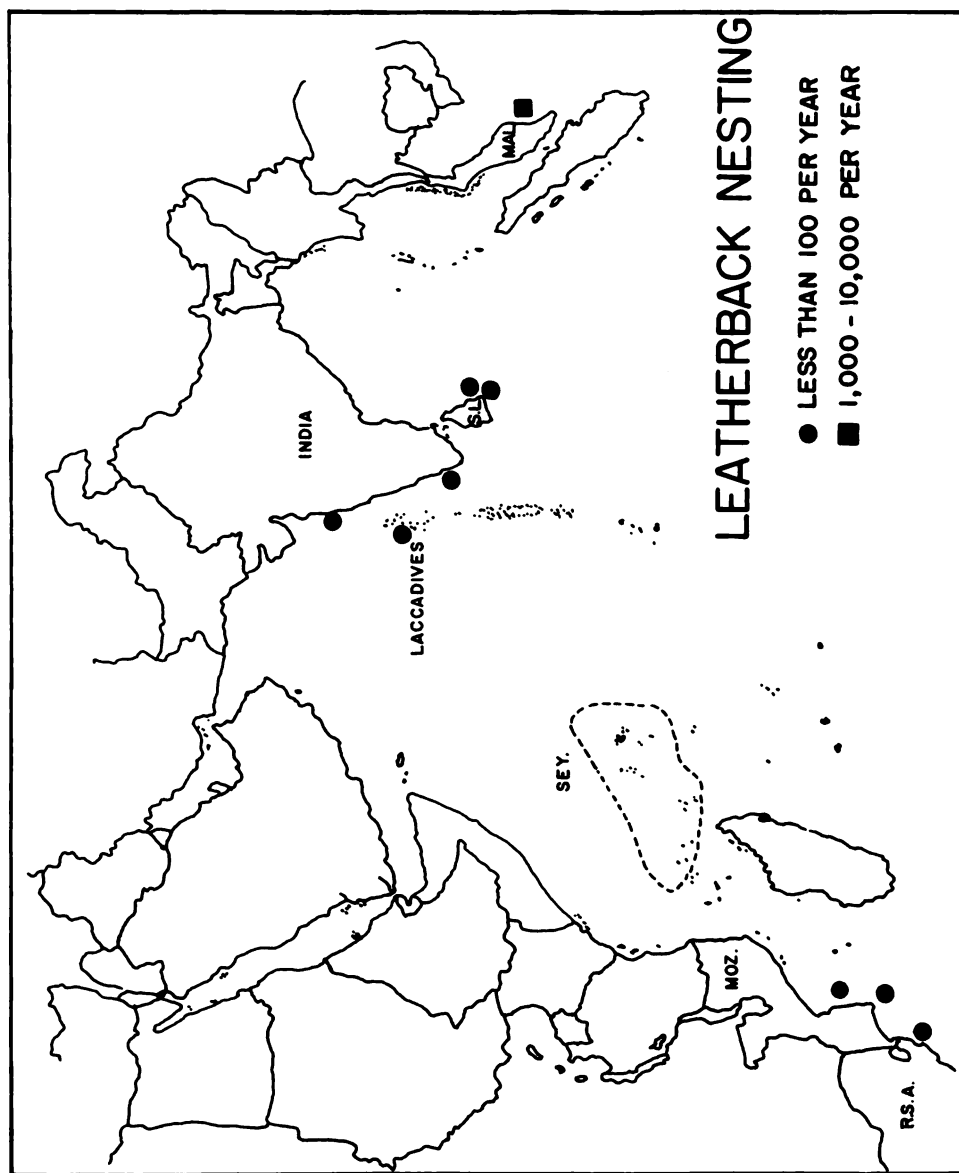 LEATHERBACK NESTING
● LESS THAN 100 PER YEAR
■ 1,000 - 10,000 PER YEAR
INDIA
LACCADIVES
S.L.
MAL.
SEY.
MOZ.
R.S.A.